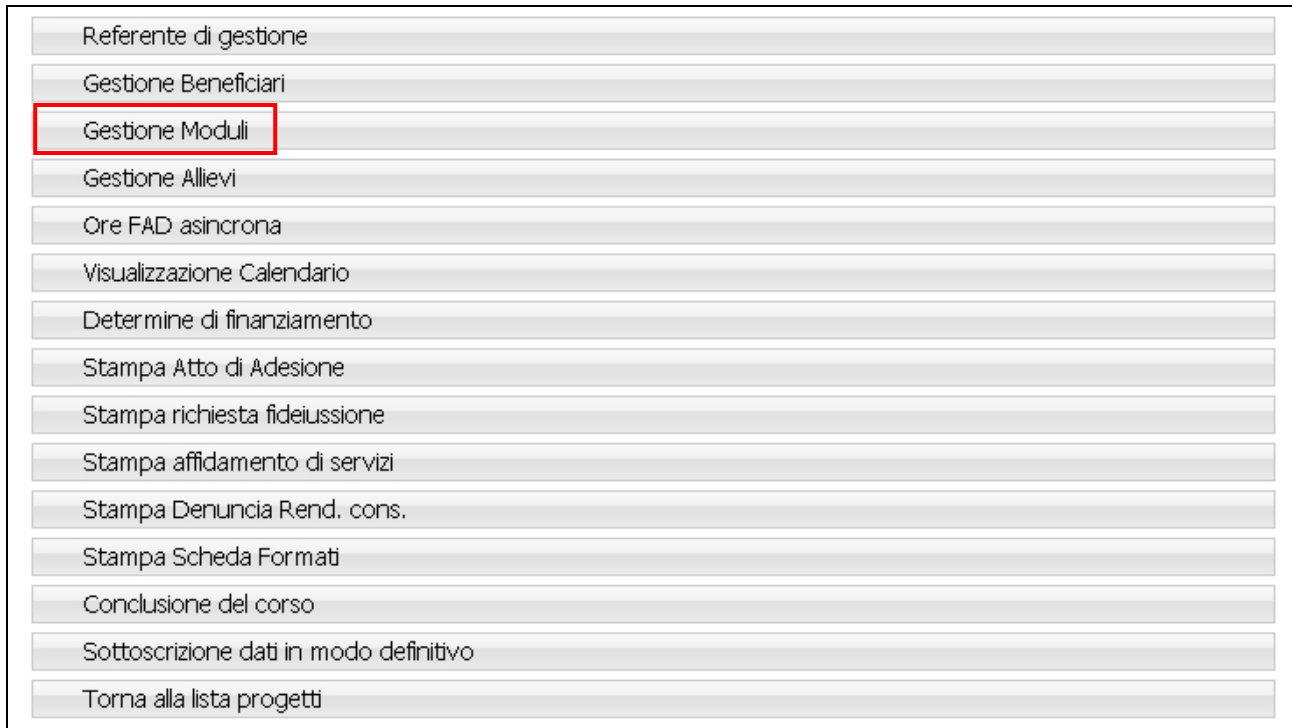 Referente di gestione
Gestione Beneficiari
Gestione Moduli
Gestione Allievi
Ore FAD asincrona
Visualizzazione Calendario
Determine di finanziamento
Stampa Atto di Adesione
Stampa richiesta fideiussione
Stampa affidamento di servizi
Stampa Denuncia Rend. cons.
Stampa Scheda Formati
Conclusione del corso
Sottoscrizione dati in modo definitivo
Torna alla lista progetti